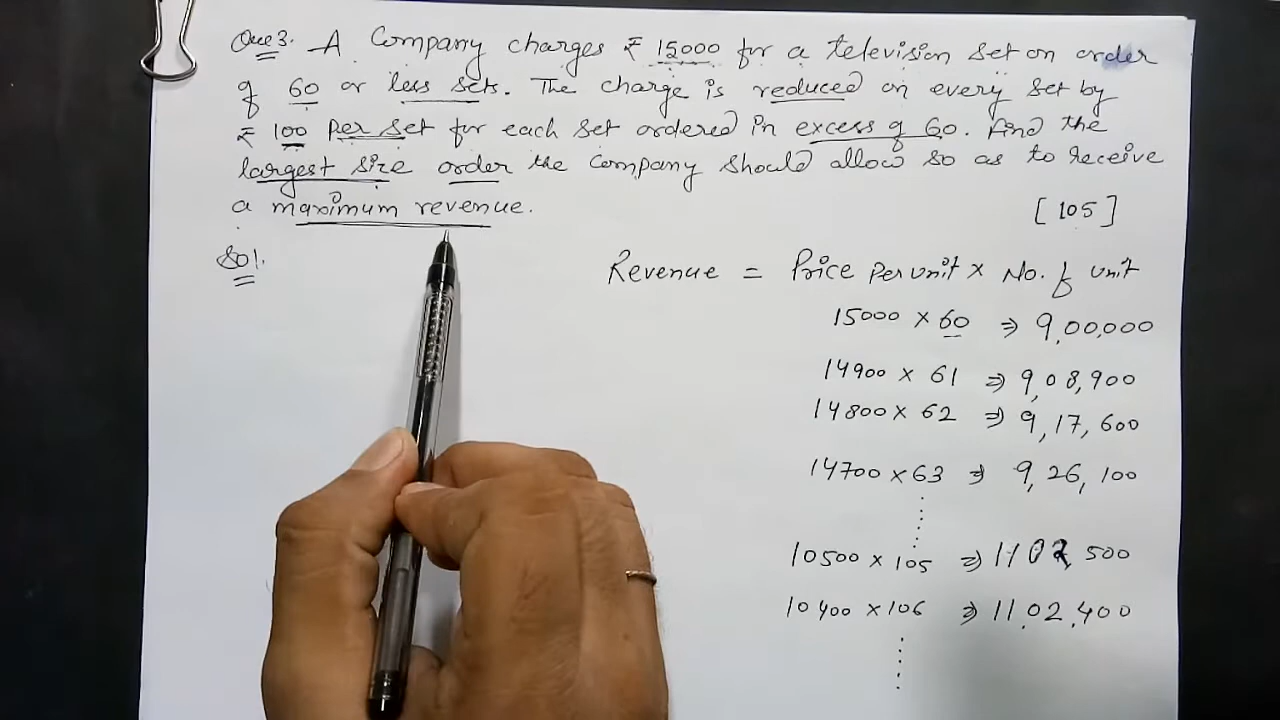 Que 3. A Company charges ₹ 15000 for a television set on order
of 60 or less sets. The charge is reduced on every set by
₹ 100 per set for each set ordered in excess of 60. Find the
largest size order the company should allow so as to receive
a maximum revenue.
[105]
Sol.
Revenue = Price per unit × No. of unit
15000 × 60 ⇒ 9,00,000
14900 × 61 ⇒ 9,08,900
14800 × 62 ⇒ 9,17,600
14700 × 63 ⇒ 9,26,100
10500 × 105 ⇒ 1102500
10400 × 106 ⇒ 11,02,400